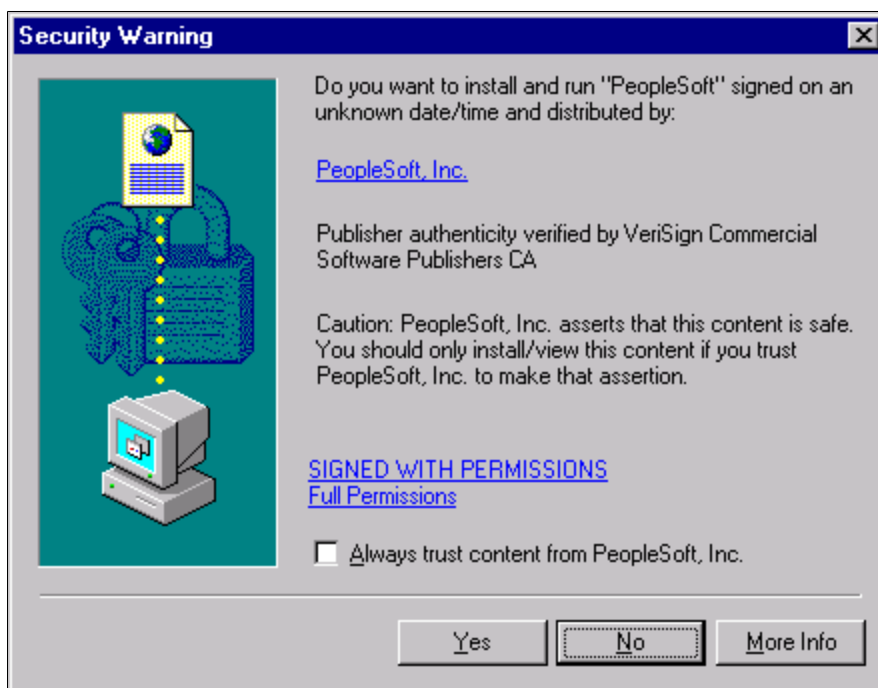 Security Warning
Do you want to install and run "PeopleSoft" signed on an
unknown date/time and distributed by:
PeopleSoft, Inc.
Publisher authenticity verified by VeriSign Commercial
Software Publishers CA
Caution: PeopleSoft, Inc. asserts that this content is safe.
You should only install/view this content if you trust
PeopleSoft, Inc. to make that assertion.
SIGNED WITH PERMISSIONS
Full Permissions
Always trust content from PeopleSoft, Inc.
Yes No More Info